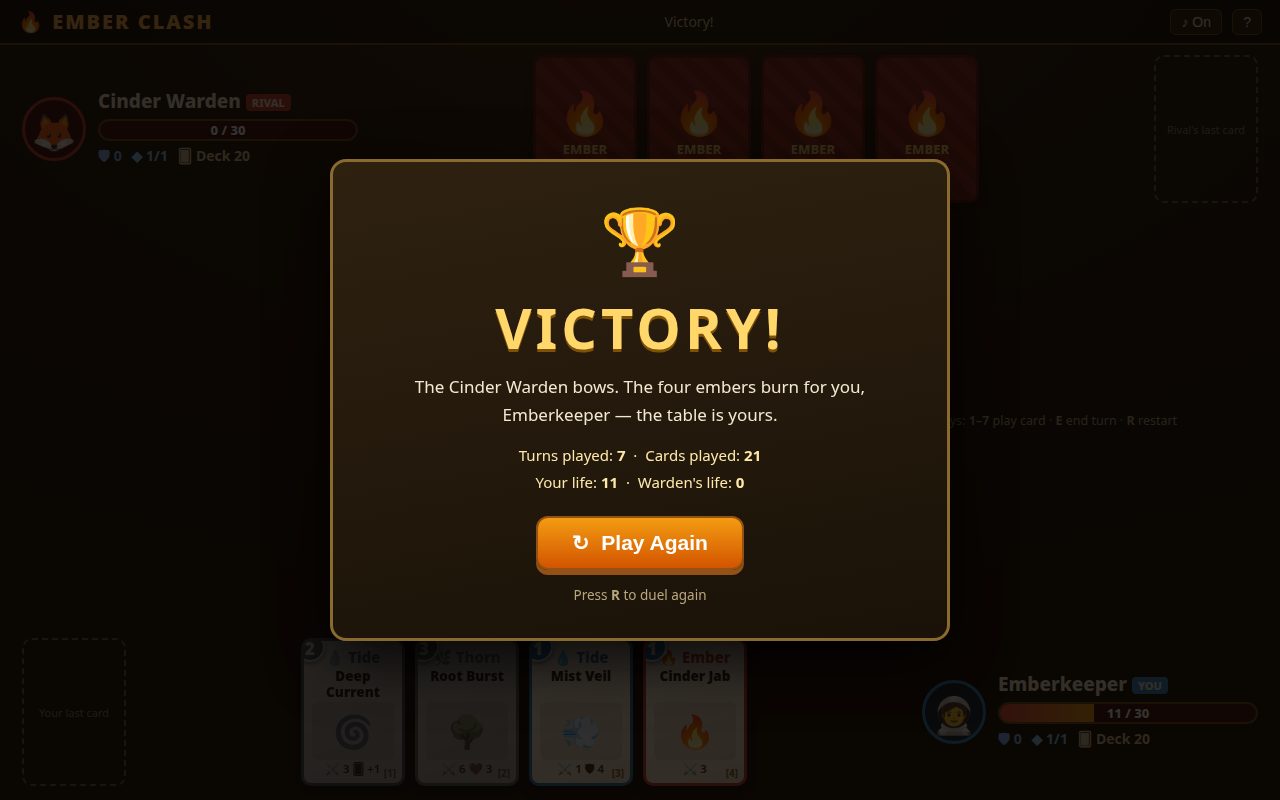 EMBER CLASH
Victory!
♪ On
?
Cinder Warden RIVAL
0 / 30
0 1/1 Deck 20
EMBER EMBER EMBER EMBER
Rival's last card
VICTORY!
The Cinder Warden bows. The four embers burn for you,
Emberkeeper — the table is yours.
Turns played: 7 · Cards played: 21
Your life: 11 · Warden's life: 0
↻ Play Again
Press R to duel again
ys: 1–7 play card · E end turn · R restart
Your last card
2 Tide
Deep
Current
3 +1 [1]
3 Thorn
Root Burst
6 3 [2]
1 Tide
Mist Veil
1 4 [3]
1 Ember
Cinder Jab
3 [4]
Emberkeeper YOU
11 / 30
0 1/1 Deck 20